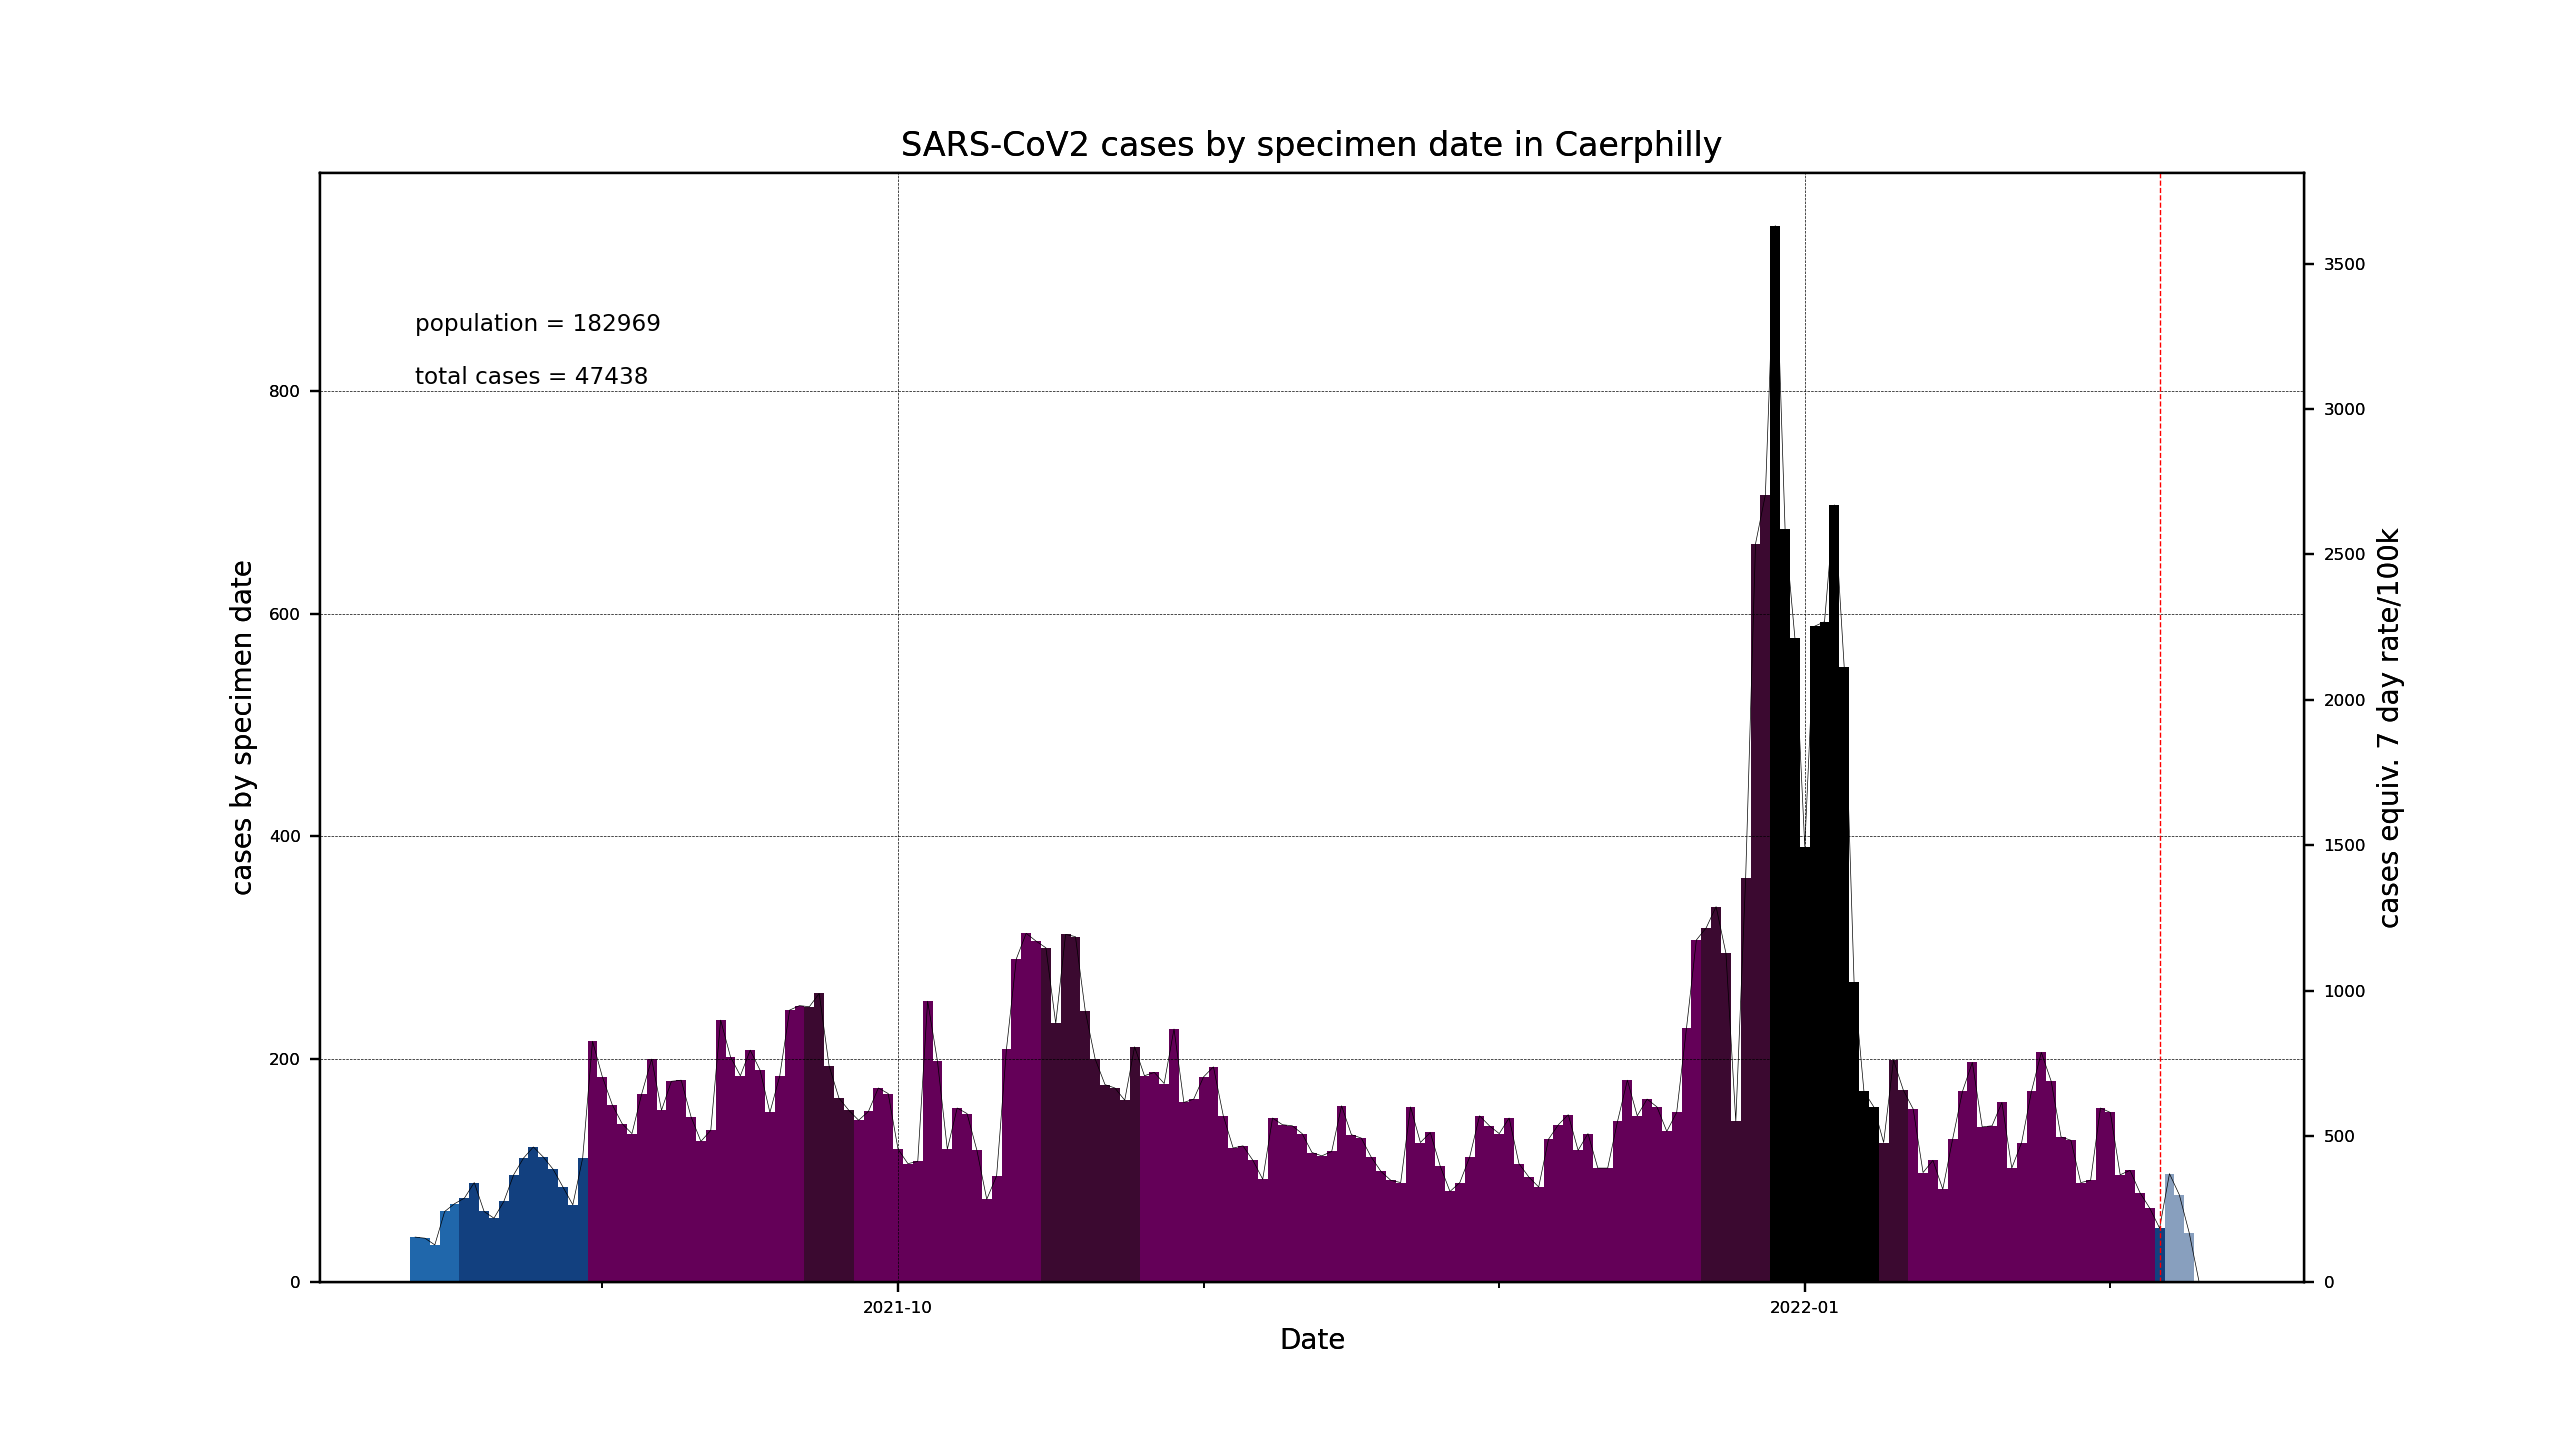 SARS-CoV2 cases by specimen date in Caerphilly
population = 182969
total cases = 47438
cases by specimen date
800
600
400
200
0
3500
3000
2500
2000
1500
1000
500
0
cases equiv. 7 day rate/100k
2021-10
2022-01
Date